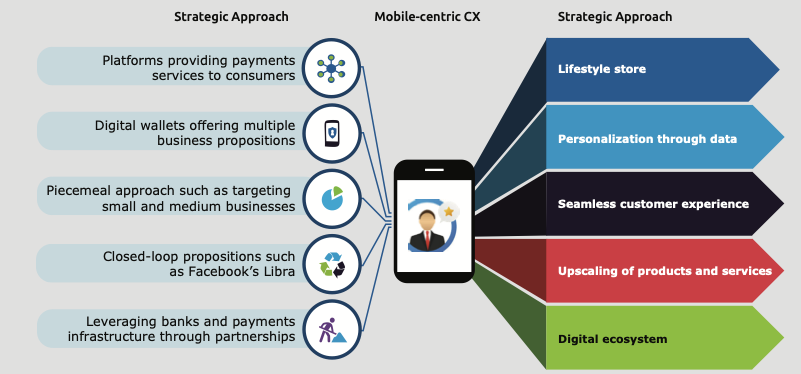 Strategic Approach
Mobile-centric CX
Strategic Approach
Platforms providing payments
services to consumers
Digital wallets offering multiple
business propositions
Piecemeal approach such as targeting
small and medium businesses
Closed-loop propositions such
as Facebook's Libra
Leveraging banks and payments
infrastructure through partnerships
Lifestyle store
Personalization through data
Seamless customer experience
Upscaling of products and services
Digital ecosystem